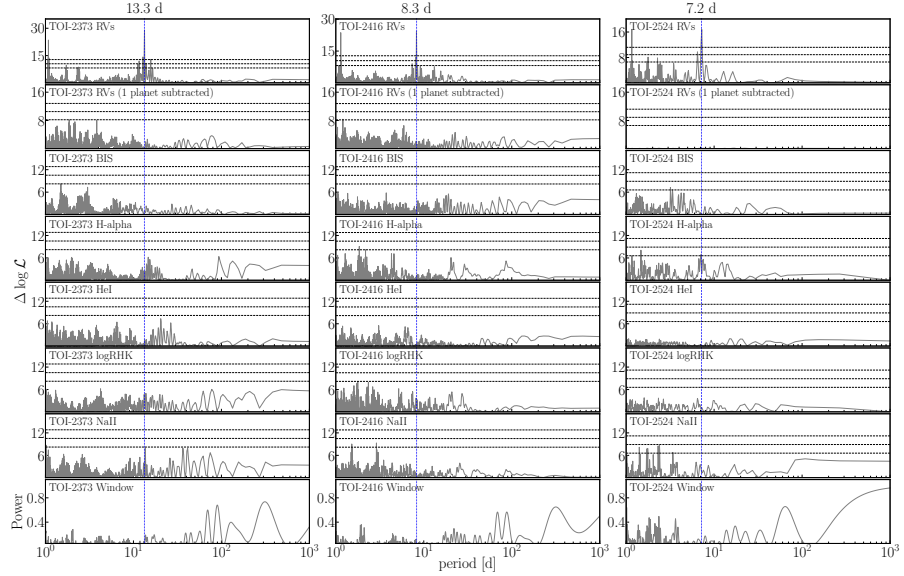 13.3 d 8.3 d 7.2 d
TOI-2373 RVs TOI-2416 RVs TOI-2524 RVs
30 15 30 15 16 8
TOI-2373 RVs (1 planet subtracted) TOI-2416 RVs (1 planet subtracted) TOI-2524 RVs (1 planet subtracted)
16 8 16 8 16 8
TOI-2373 BIS TOI-2416 BIS TOI-2524 BIS
12 6 12 6 12 6
TOI-2373 H-alpha TOI-2416 H-alpha TOI-2524 H-alpha
12 6 12 6 12 6
Δ log ℒ
TOI-2373 HeI TOI-2416 HeI TOI-2524 HeI
12 6 12 6 12 6
TOI-2373 logRHK TOI-2416 logRHK TOI-2524 logRHK
12 6 12 6 12 6
TOI-2373 NaII TOI-2416 NaII TOI-2524 NaII
12 6 12 6 12 6
TOI-2373 Window TOI-2416 Window TOI-2524 Window
Power
0.8 0.4 0.8 0.4 0.8 0.4
10⁰ 10¹ 10² 10³ 10⁰ 10¹ 10² 10³ 10⁰ 10¹ 10² 10³
period [d]